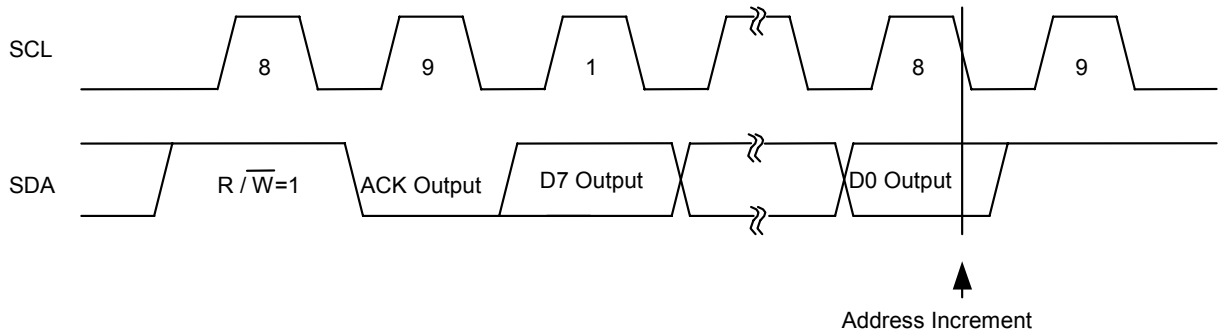 SCL
8 9 1 8 9
SDA
R / W̅=1 ACK Output D7 Output D0 Output
Address Increment